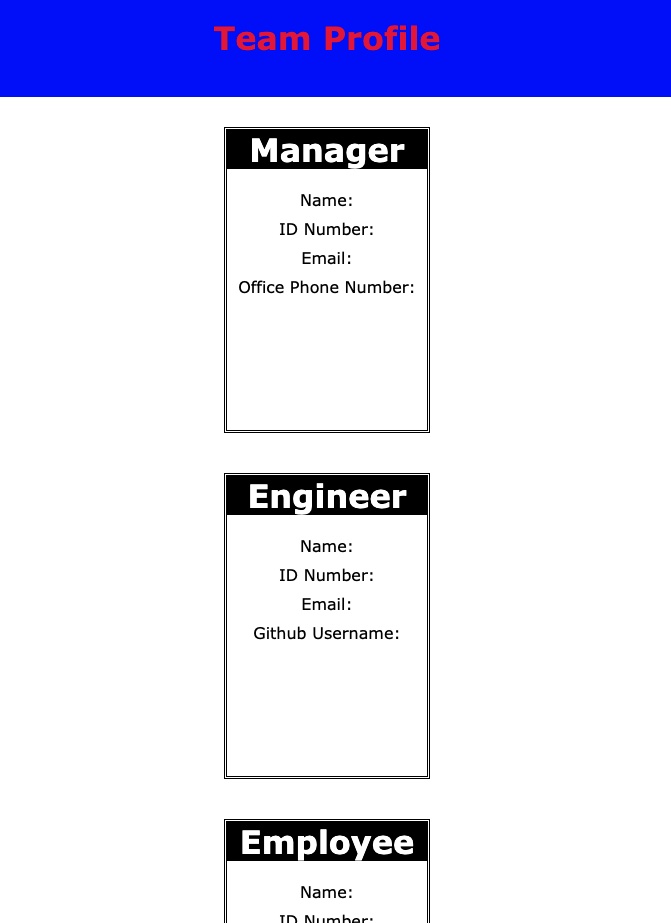 Team Profile
Manager
Name:
ID Number:
Email:
Office Phone Number:
Engineer
Name:
ID Number:
Email:
Github Username:
Employee
Name:
ID Number: